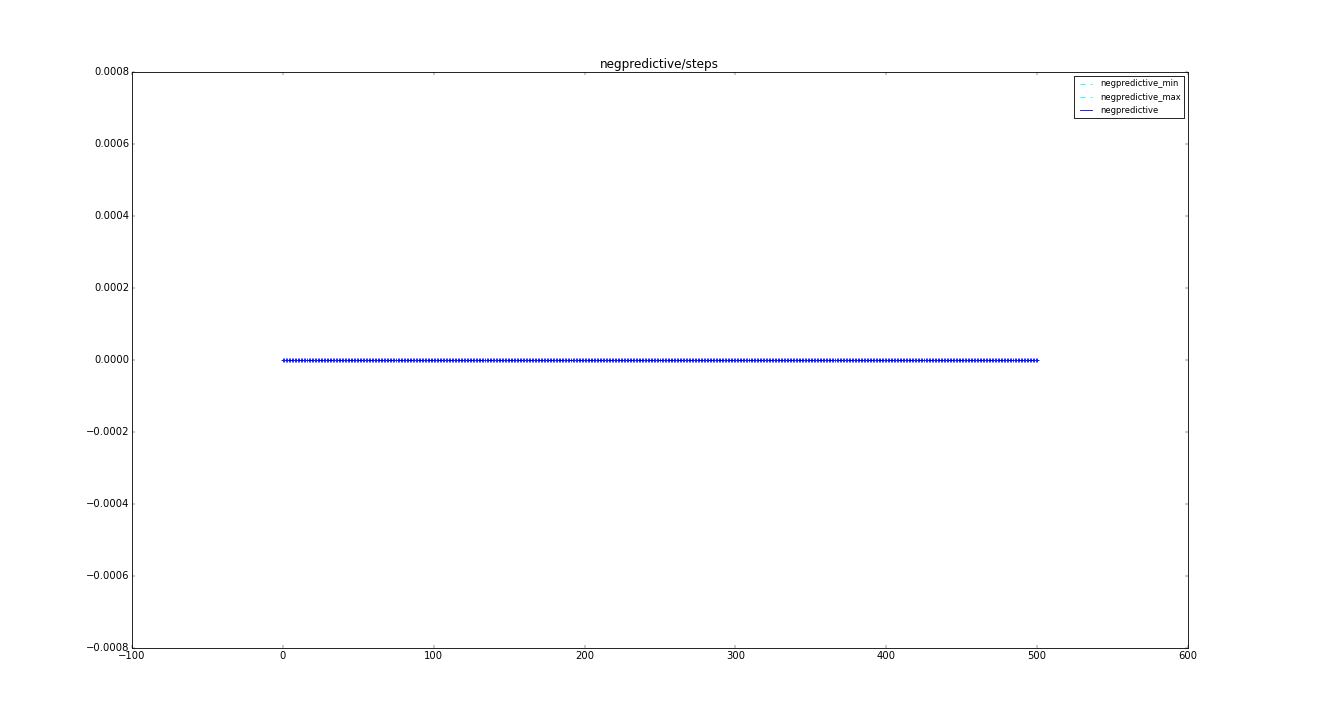 negpredictive/steps
0.0008
0.0006
0.0004
0.0002
0.0000
−0.0002
−0.0004
−0.0006
−0.0008
−100 0 100 200 300 400 500 600
negpredictive_min
negpredictive_max
negpredictive